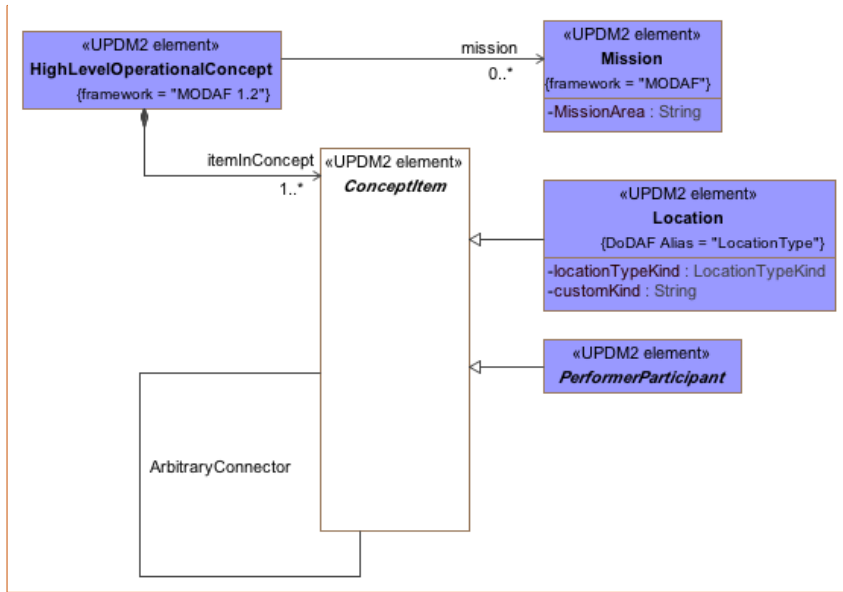 «UPDM2 element»
HighLevelOperationalConcept
{framework = "MODAF 1.2"}
mission
0..*
«UPDM2 element»
Mission
{framework = "MODAF"}
-MissionArea : String
itemInConcept
1..*
«UPDM2 element»
ConceptItem
«UPDM2 element»
Location
{DoDAF Alias = "LocationType"}
-locationTypeKind : LocationTypeKind
-customKind : String
«UPDM2 element»
PerformerParticipant
ArbitraryConnector